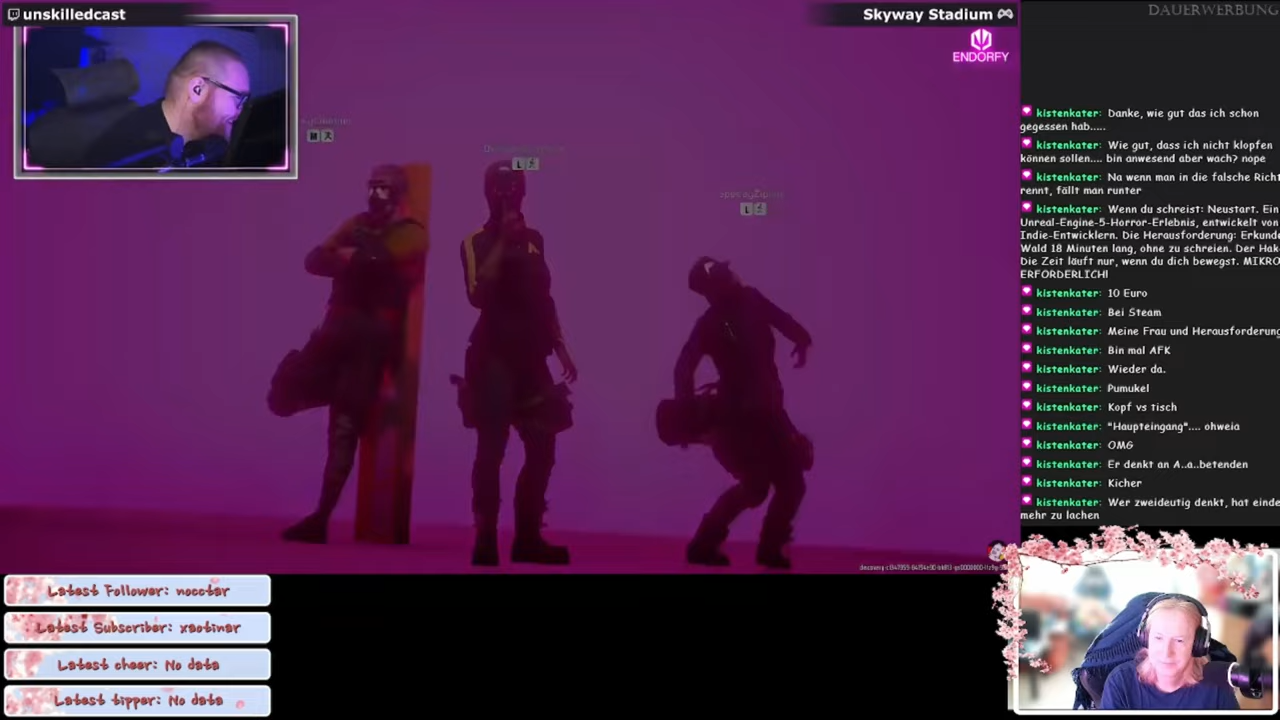 unskilledcast
Skyway Stadium
ENDORFY
DAUERWERBUNG
kistenkater: Danke, wie gut das ich schon
gegessen hab.....
kistenkater: Wie gut, dass ich nicht klopfen
können sollen.... bin anwesend aber wach? nope
kistenkater: Na wenn man in die falsche Richt
rennt, fällt man runter
kistenkater: Wenn du schreist: Neustart. Ein
Unreal-Engine-5-Horror-Erlebnis, entwickelt von
Indie-Entwicklern. Die Herausforderung: Erkunde
Wald 18 Minuten lang, ohne zu schreien. Der Hak
Die Zeit läuft nur, wenn du dich bewegst. MIKRO
ERFORDERLICH!
kistenkater: 10 Euro
kistenkater: Bei Steam
kistenkater: Meine Frau und Herausforderung
kistenkater: Bin mal AFK
kistenkater: Wieder da.
kistenkater: Pumukel
kistenkater: Kopf vs tisch
kistenkater: "Haupteingang".... ohweia
kistenkater: OMG
kistenkater: Er denkt an A..a..betenden
kistenkater: Kicher
kistenkater: Wer zweideutig denkt, hat einde
mehr zu lachen
L
L
Latest Follower: nocctar
Latest Subscriber: xaotinar
Latest cheer: No data
Latest tipper: No data